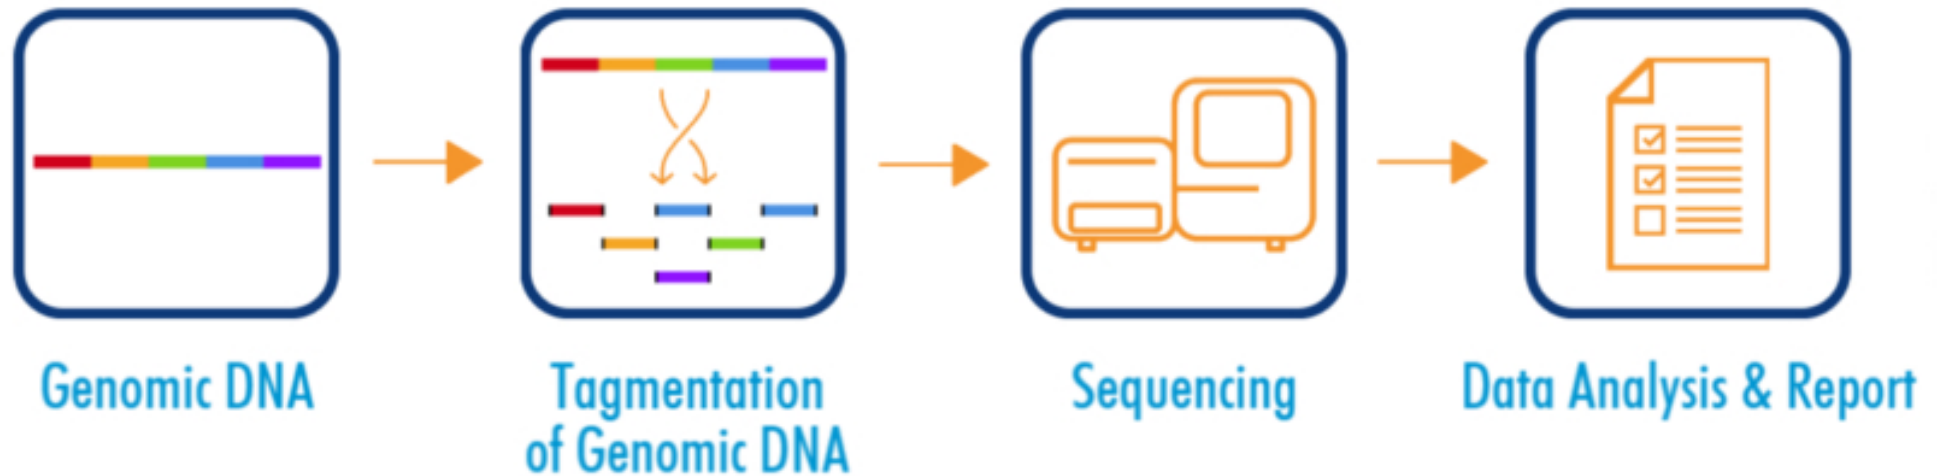 Genomic DNA
Tagmentation
of Genomic DNA
Sequencing
Data Analysis & Report